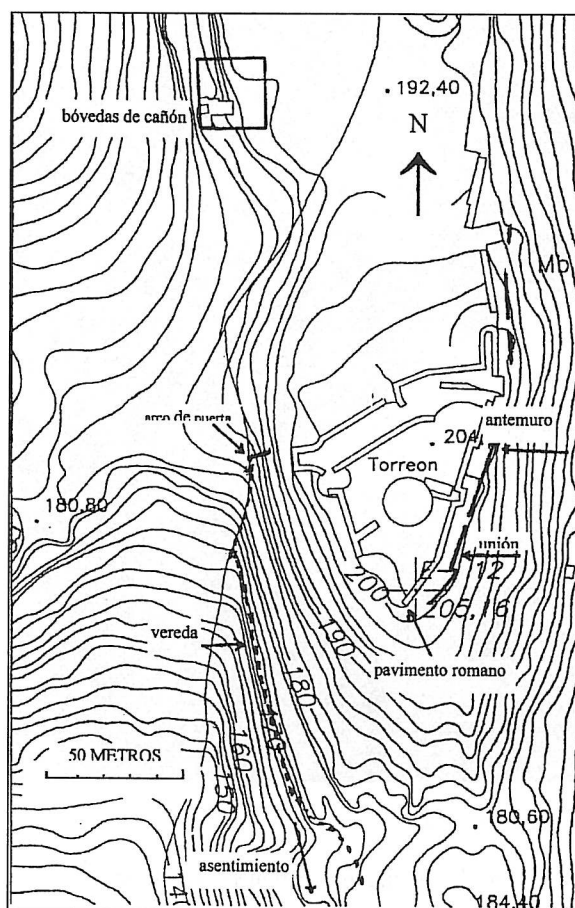 192,40
bóvedas de cañón
N
Mb
arco de puerta
antemuro
204,
Torreon
180,80
unión
12
200
205,16
vereda
190
pavimento romano
180
170
160
50 METROS
150
180,60
asentimiento
140
184,40